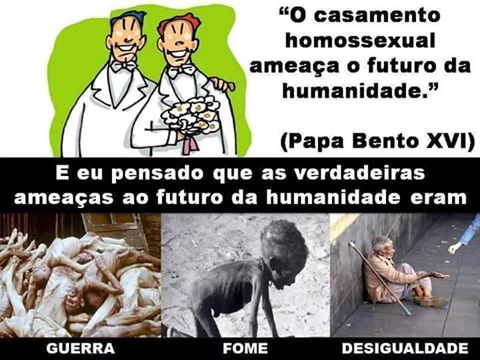 “O casamento
homossexual
ameaça o futuro da
humanidade.”
(Papa Bento XVI)
E eu pensado que as verdadeiras
ameaças ao futuro da humanidade eram
GUERRA
FOME
DESIGUALDADE